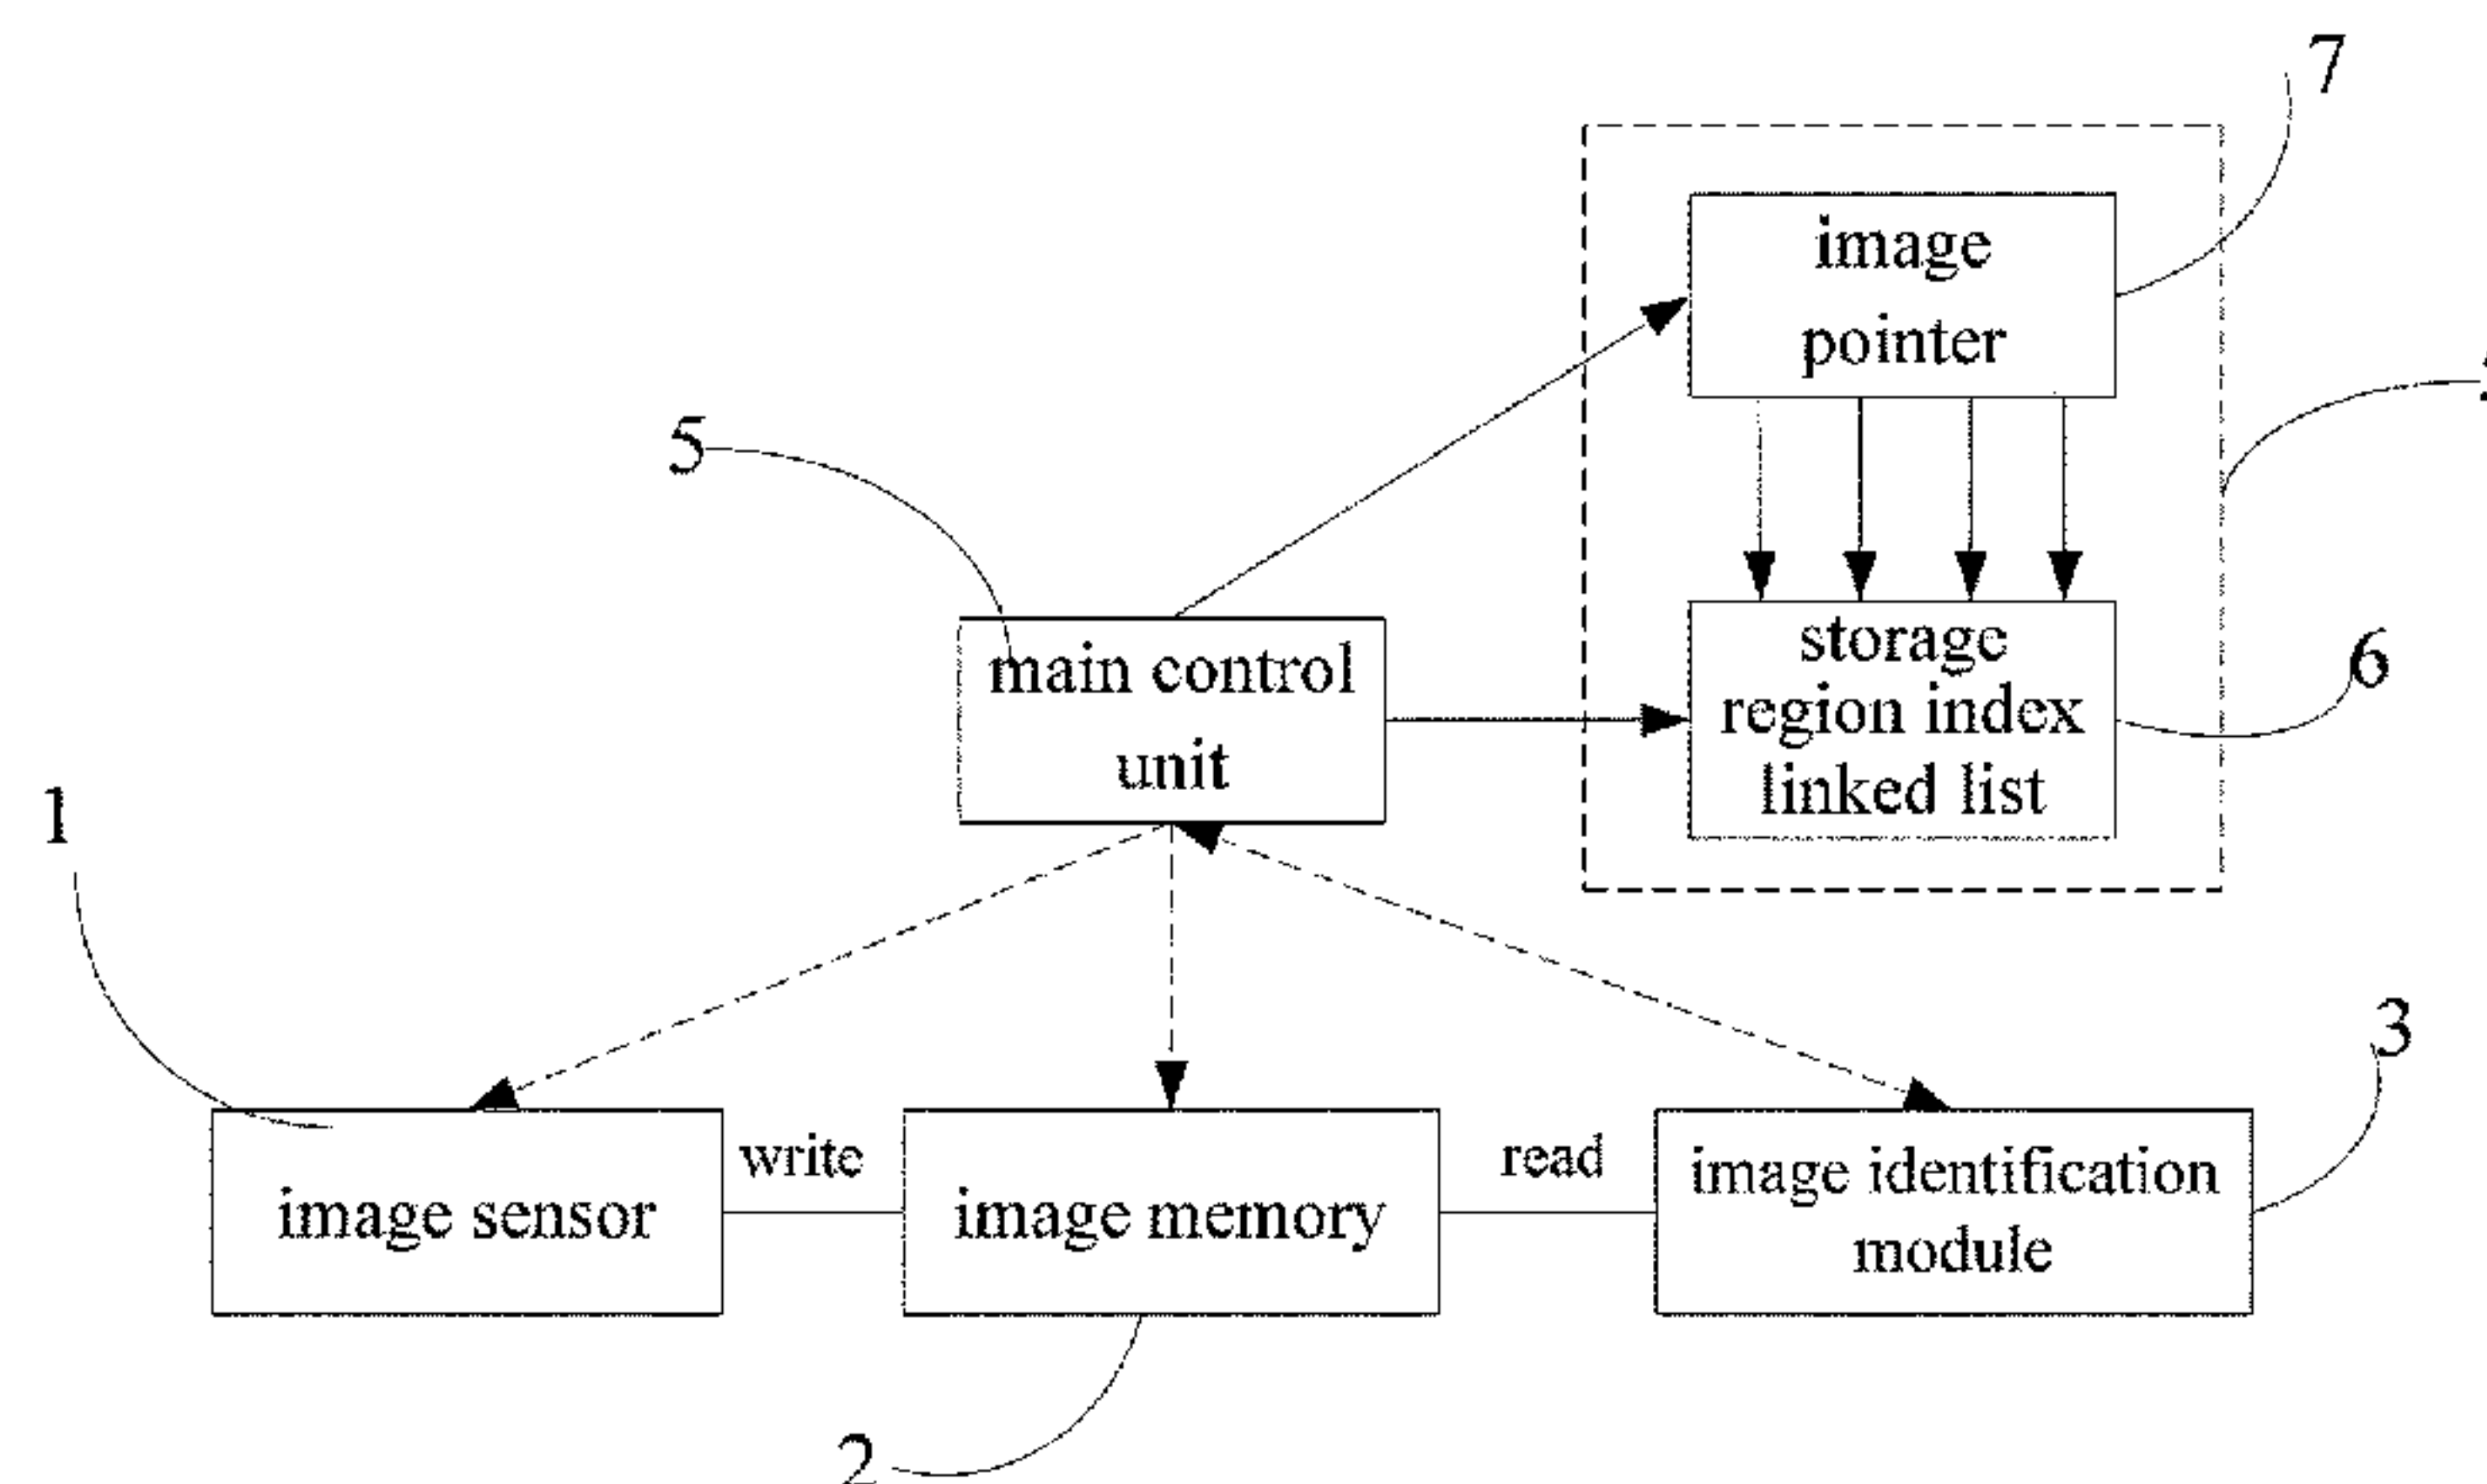 7
image
pointer
5
storage
region index
linked list
6
main control
unit
1
3
write
read
image sensor
image memory
image identification
module
2